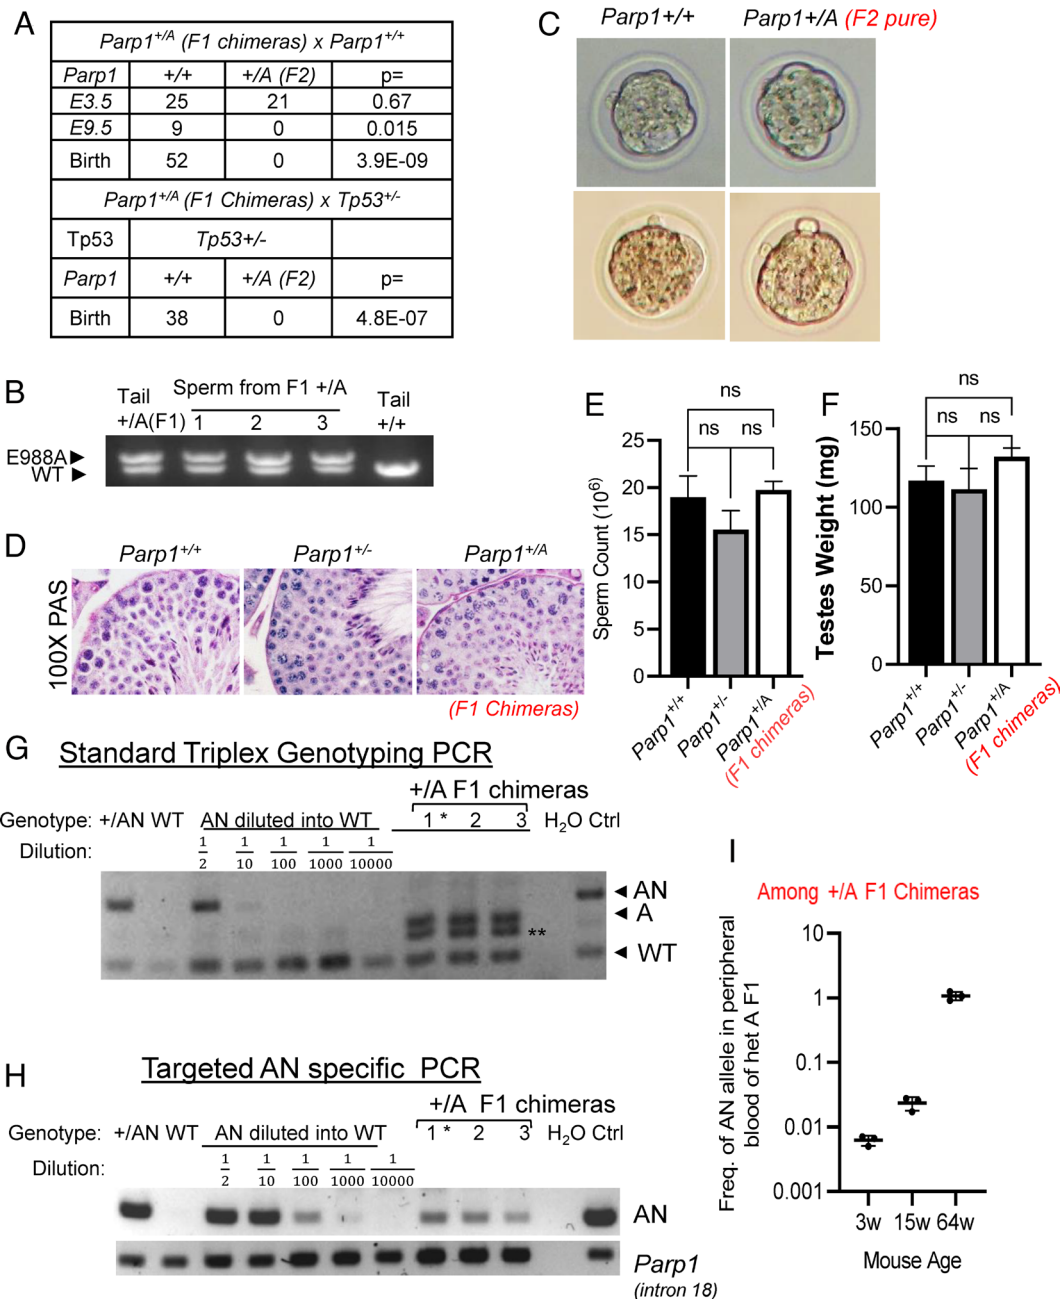 A
Parp1+/A (F1 chimeras) x Parp1+/+
Parp1 +/+ +/A (F2) p=
E3.5 25 21 0.67
E9.5 9 0 0.015
Birth 52 0 3.9E-09
Parp1+/A (F1 Chimeras) x Tp53+/-
Tp53 Tp53+/-
Parp1 +/+ +/A (F2) p=
Birth 38 0 4.8E-07
B
Tail
+/A(F1)
Sperm from F1 +/A
1 2 3
Tail
+/+
E988A
WT
C
Parp1+/+ Parp1+/A (F2 pure)
D
Parp1+/+ Parp1+/- Parp1+/A
100X PAS
(F1 Chimeras)
E
ns
ns ns
Sperm Count (10^6)
25
20
15
10
5
0
Parp1+/+ Parp1+/- Parp1+/A
(F1 chimeras)
F
ns
ns ns
Testes Weight (mg)
150
100
50
0
Parp1+/+ Parp1+/- Parp1+/A
(F1 chimeras)
G
Standard Triplex Genotyping PCR
+/A F1 chimeras
Genotype: +/AN WT AN diluted into WT 1 * 2 3 H2O Ctrl
Dilution: 1/2 1/10 1/100 1/1000 1/10000
AN
A
**
WT
H
Targeted AN specific PCR
+/A F1 chimeras
Genotype: +/AN WT AN diluted into WT 1 * 2 3 H2O Ctrl
Dilution: 1/2 1/10 1/100 1/1000 1/10000
AN
Parp1
(intron 18)
I
Among +/A F1 Chimeras
Freq. of AN allele in peripheral
blood of het A F1
10
1
0.1
0.01
0.001
3w 15w 64w
Mouse Age